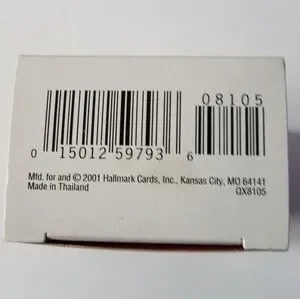 08105
0 15012 59793 6
Mfd. for and © 2001 Hallmark Cards, Inc., Kansas City, MO 64141
Made in Thailand QX8105